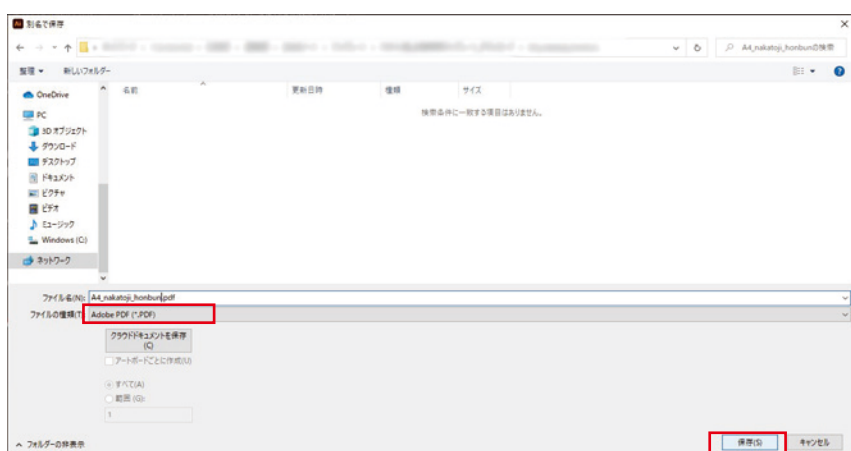 Ai 別名で保存
A4_nakatoji_honbunの検索
整理 新しいフォルダー
名前 更新日時 種類 サイズ
検索条件に一致する項目はありません。
OneDrive
PC
3D オブジェクト
ダウンロード
デスクトップ
ドキュメント
ピクチャ
ビデオ
ミュージック
Windows (C:)
ネットワーク
ファイル名(N): A4_nakatoji_honbun.pdf
ファイルの種類(T): Adobe PDF (*.PDF)
クラウドドキュメントを保存
(C)
アートボードごとに作成(U)
すべて(A)
範囲 (G):
1
フォルダーの非表示 保存(S) キャンセル